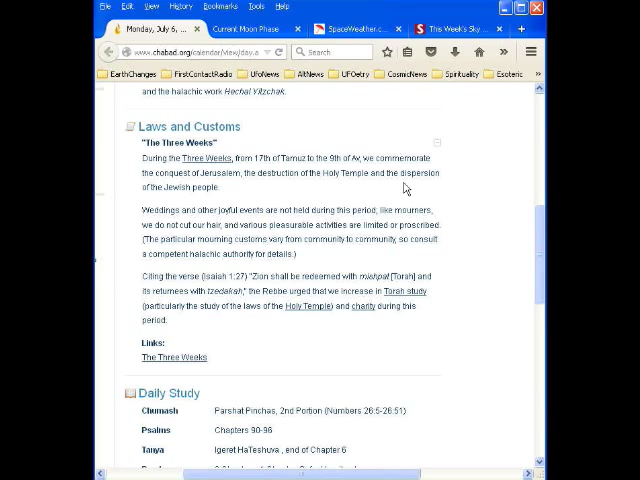 File Edit View History Bookmarks Tools Help
Monday, July 6, ... Current Moon Phase SpaceWeather.c... This Week's Sky ...
www.chabad.org/calendar/view/day.a Search
EarthChanges FirstContactRadio UfoNews AltNews UFOetry CosmicNews Spirituality Esoteric
and the halachic work Hechal Yitzchak.
Laws and Customs
"The Three Weeks"
During the Three Weeks, from 17th of Tamuz to the 9th of Av, we commemorate
the conquest of Jerusalem, the destruction of the Holy Temple and the dispersion
of the Jewish people.
Weddings and other joyful events are not held during this period; like mourners,
we do not cut our hair, and various pleasurable activities are limited or proscribed.
(The particular mourning customs vary from community to community, so consult
a competent halachic authority for details.)
Citing the verse (Isaiah 1:27) "Zion shall be redeemed with mishpat [Torah] and
its returnees with tzedakah," the Rebbe urged that we increase in Torah study
(particularly the study of the laws of the Holy Temple) and charity during this
period.
Links:
The Three Weeks
Daily Study
Chumash Parshat Pinchas, 2nd Portion (Numbers 26:5-26:51)
Psalms Chapters 90-96
Tanya Igeret HaTeshuva , end of Chapter 6